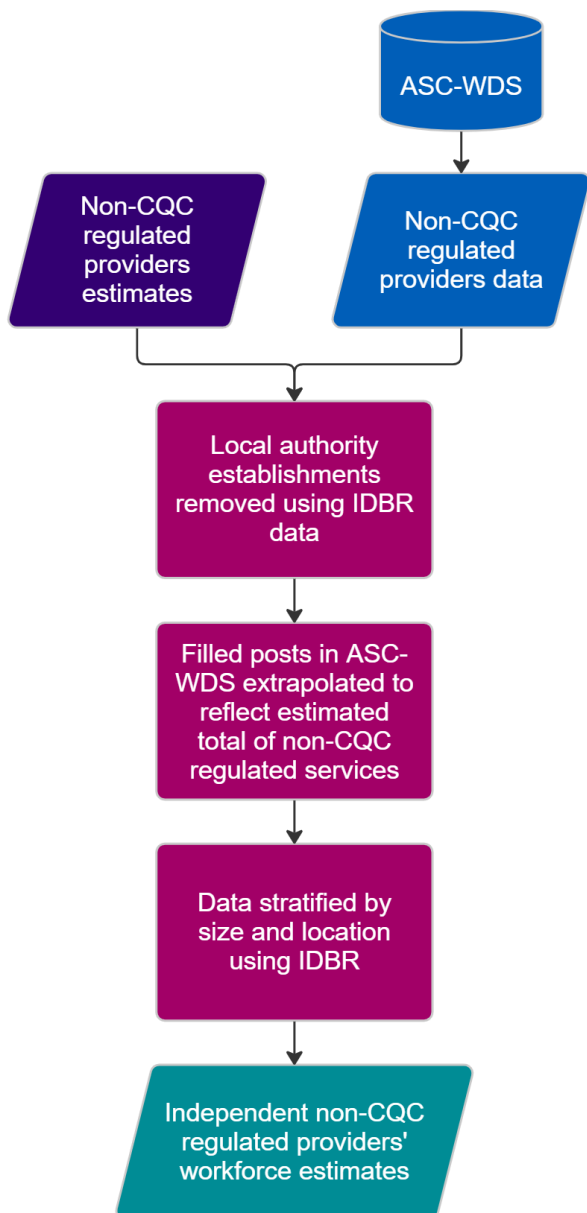 ASC-WDS
Non-CQC
regulated
providers
estimates
Non-CQC
regulated
providers data
Local authority
establishments
removed using IDBR
data
Filled posts in ASC-
WDS extrapolated to
reflect estimated
total of non-CQC
regulated services
Data stratified by
size and location
using IDBR
Independent non-CQC
regulated providers'
workforce estimates